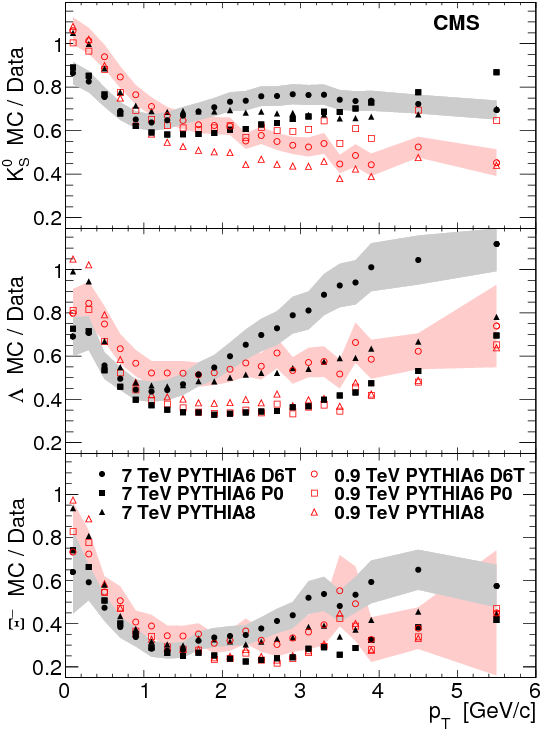 CMS
K⁰_S MC / Data
1
0.8
0.6
0.4
0.2
Λ MC / Data
1
0.8
0.6
0.4
0.2
7 TeV PYTHIA6 D6T
0.9 TeV PYTHIA6 D6T
7 TeV PYTHIA6 P0
0.9 TeV PYTHIA6 P0
7 TeV PYTHIA8
0.9 TeV PYTHIA8
Ξ⁻ MC / Data
1
0.8
0.6
0.4
0.2
0 1 2 3 4 5 6
p_T [GeV/c]